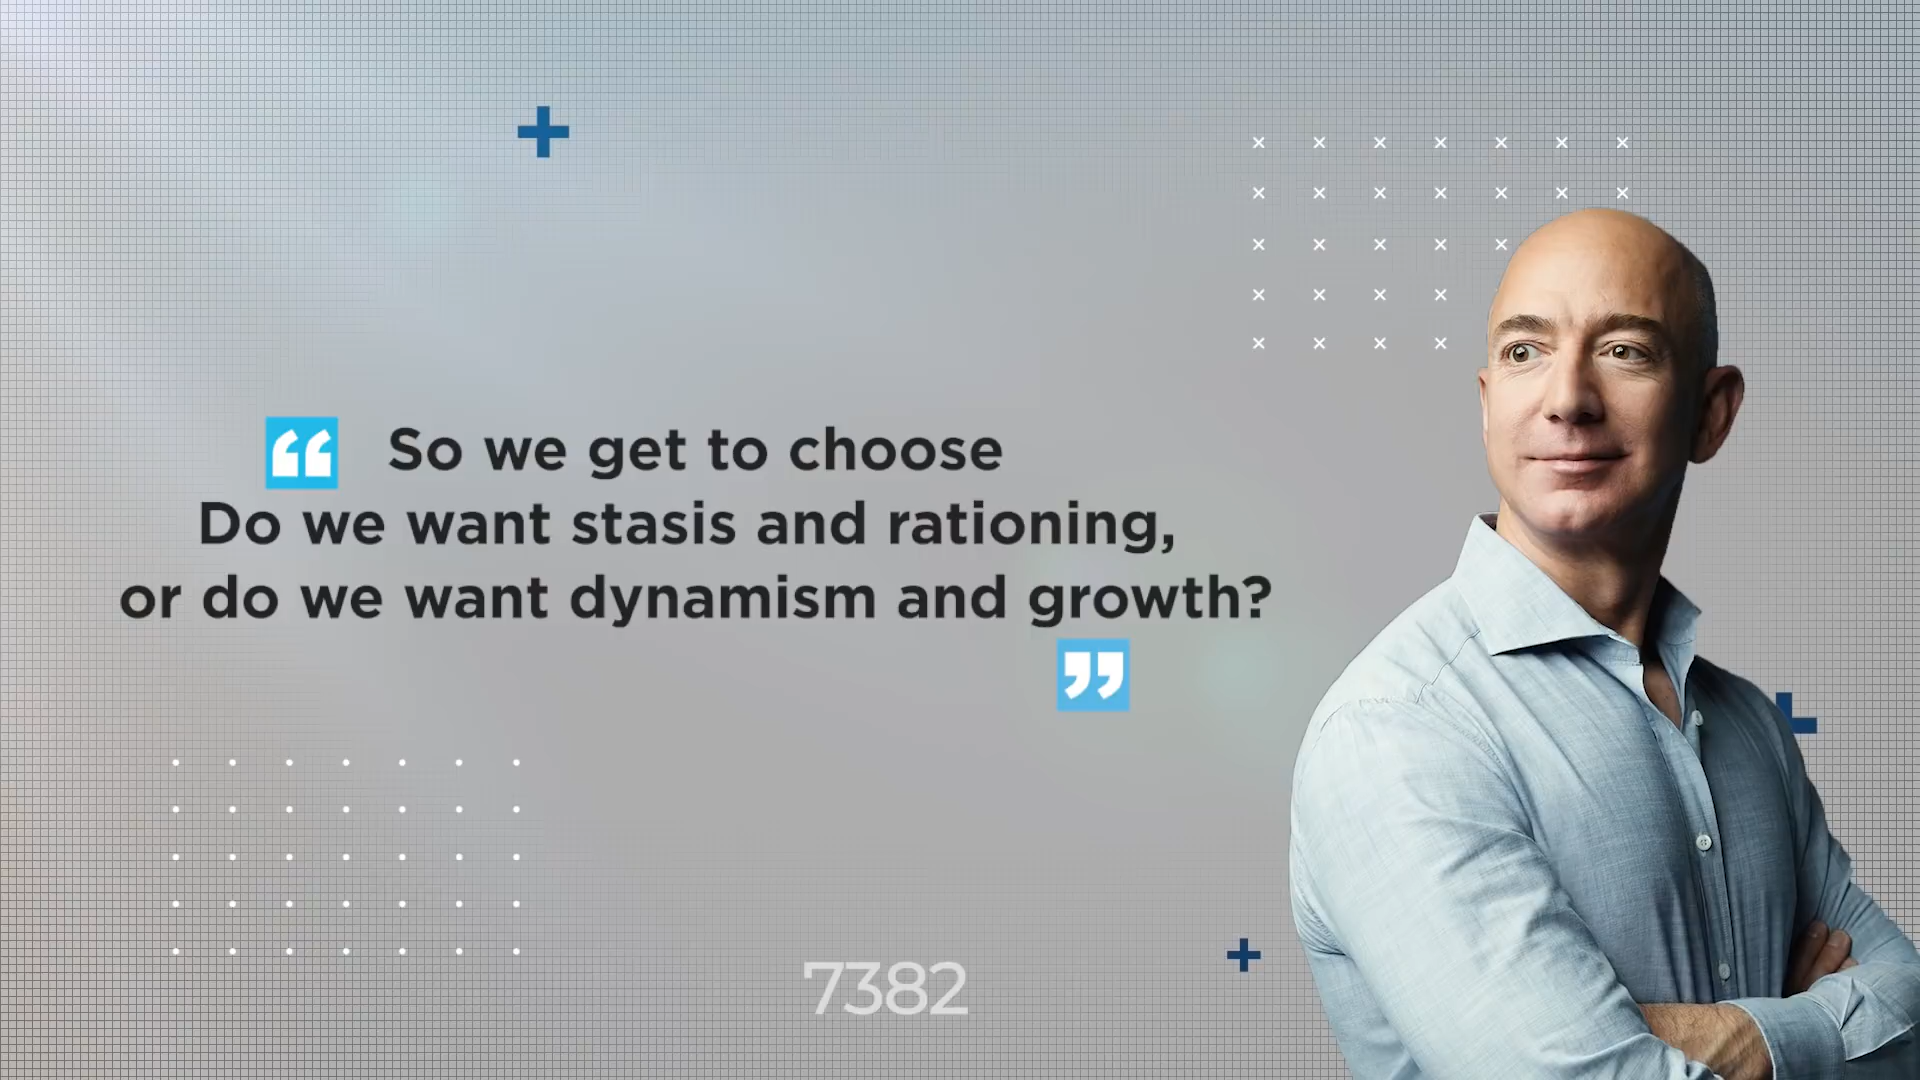 “ So we get to choose
Do we want stasis and rationing,
or do we want dynamism and growth?
”
7382